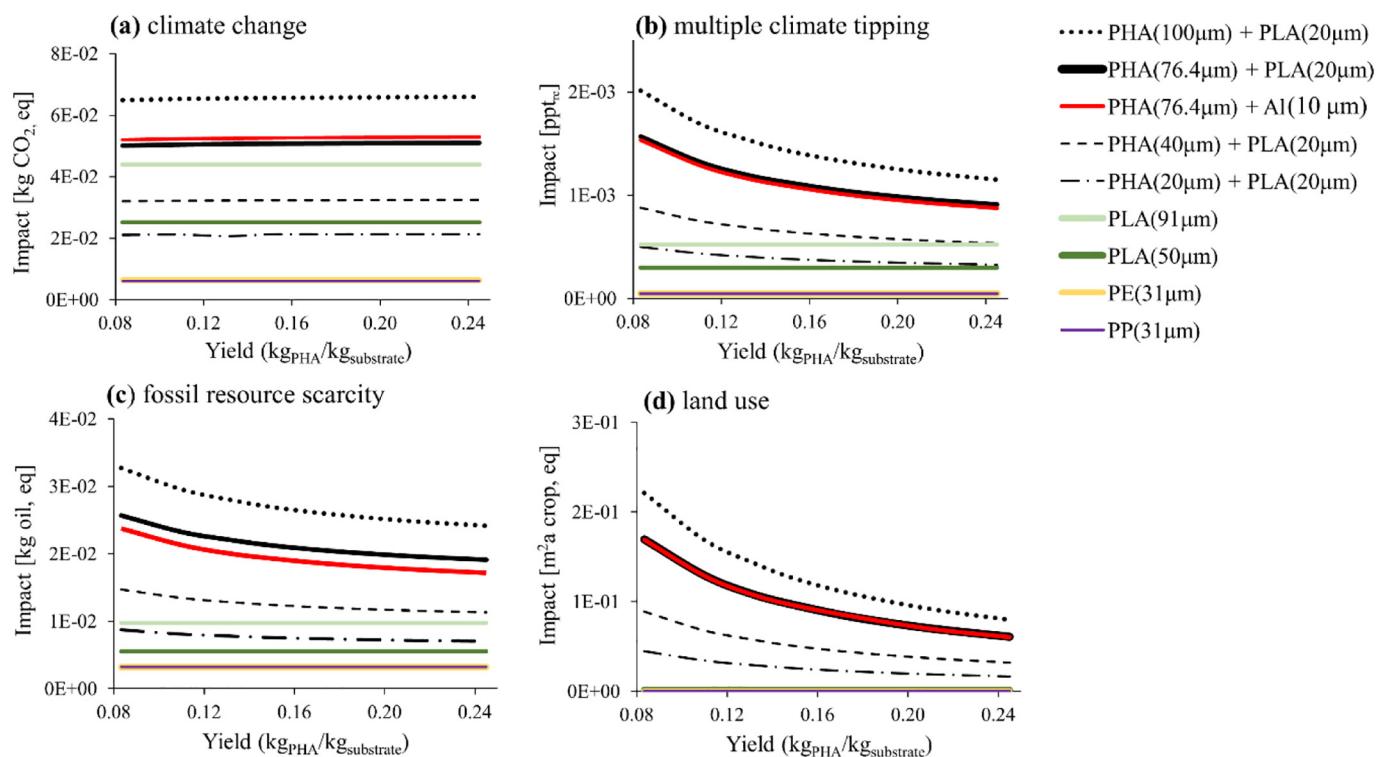 (a) climate change
Impact [kg CO2, eq]
8E-02
6E-02
4E-02
2E-02
0E+00
0.08 0.12 0.16 0.20 0.24
Yield (kgPHA/kgsubstrate)
(b) multiple climate tipping
Impact [pptrc]
2E-03
1E-03
0E+00
0.08 0.12 0.16 0.20 0.24
Yield (kgPHA/kgsubstrate)
PHA(100μm) + PLA(20μm)
PHA(76.4μm) + PLA(20μm)
PHA(76.4μm) + Al(10 μm)
PHA(40μm) + PLA(20μm)
PHA(20μm) + PLA(20μm)
PLA(91μm)
PLA(50μm)
PE(31μm)
PP(31μm)
(c) fossil resource scarcity
Impact [kg oil, eq]
4E-02
3E-02
2E-02
1E-02
0E+00
0.08 0.12 0.16 0.20 0.24
Yield (kgPHA/kgsubstrate)
(d) land use
Impact [m²a crop, eq]
3E-01
2E-01
1E-01
0E+00
0.08 0.12 0.16 0.20 0.24
Yield (kgPHA/kgsubstrate)